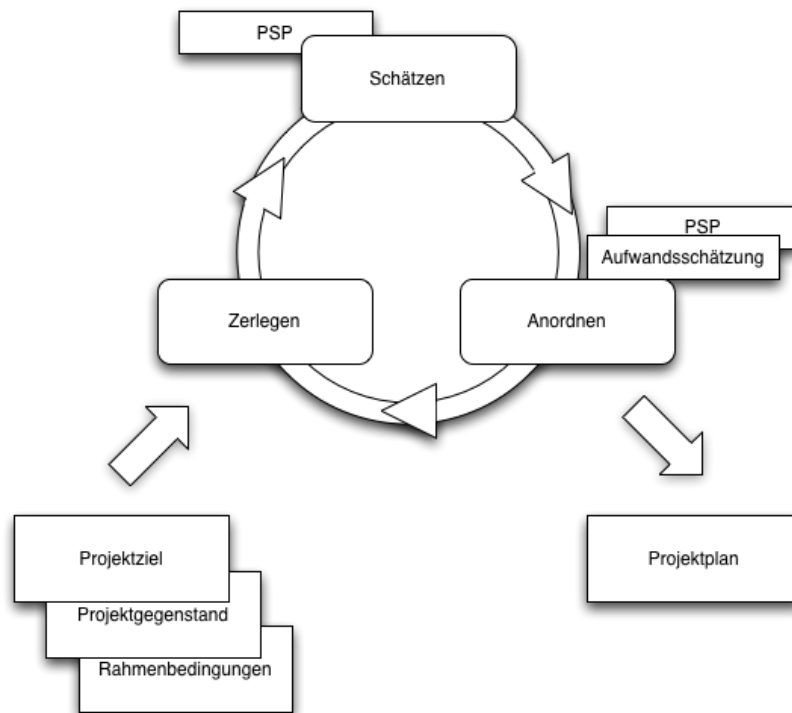 PSP
Schätzen
PSP
Aufwandsschätzung
Zerlegen
Anordnen
Projektziel
Projektplan
Projektgegenstand
Rahmenbedingungen